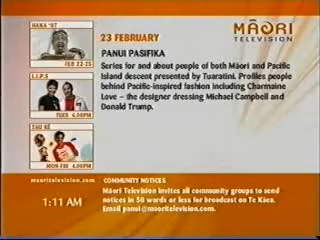 HAKA '07
FEB 22-25
L.I.P.S
TUES 6.00PM
TAU KĒ
MON-FRI 6.00PM
MĀORI
TELEVISION
23 FEBRUARY
PANUI PASIFIKA
Series for and about people of both Māori and Pacific
Island descent presented by Tuaratini. Profiles people
behind Pacific-inspired fashion including Charmaine
Love – the designer dressing Michael Campbell and
Donald Trump.
maoritelevision.com
COMMUNITY NOTICES
1:11 AM
Māori Television invites all community groups to send
notices in 50 words or less for broadcast on Te Kāea.
Email panui@maoritelevision.com.